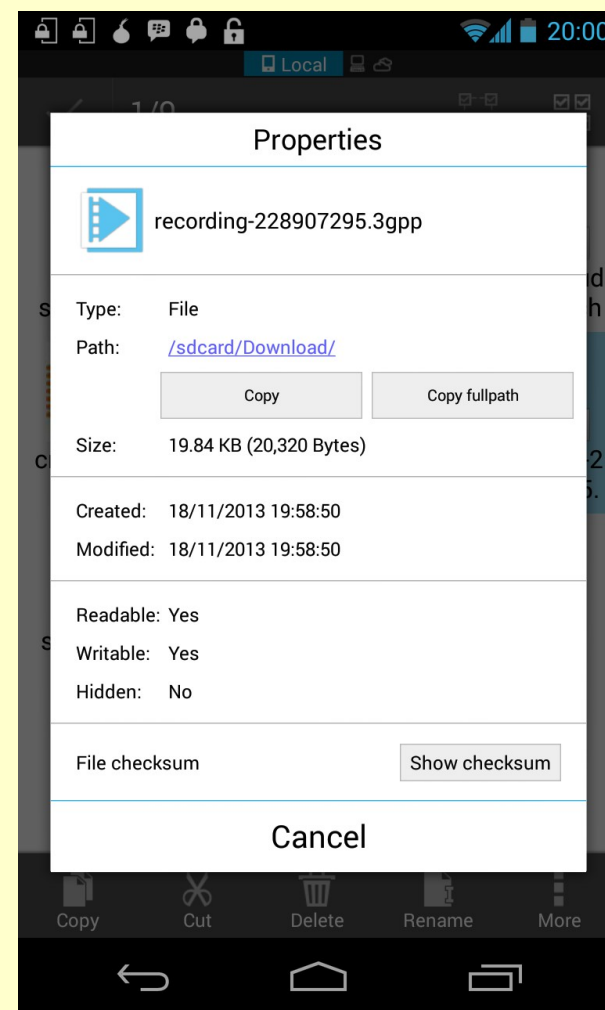 20:00
Local
1/9
Properties
recording-228907295.3gpp
Type: File
Path: /sdcard/Download/
Copy Copy fullpath
Size: 19.84 KB (20,320 Bytes)
Created: 18/11/2013 19:58:50
Modified: 18/11/2013 19:58:50
Readable: Yes
Writable: Yes
Hidden: No
File checksum Show checksum
Cancel
Copy Cut Delete Rename More